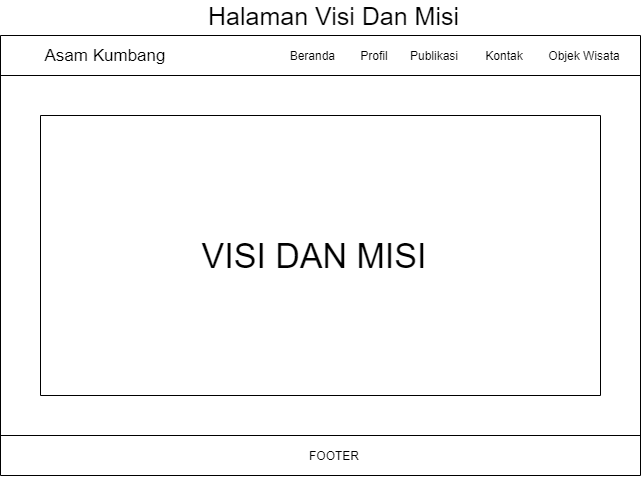 Halaman Visi Dan Misi
Asam Kumbang Beranda Profil Publikasi Kontak Objek Wisata
VISI DAN MISI
FOOTER